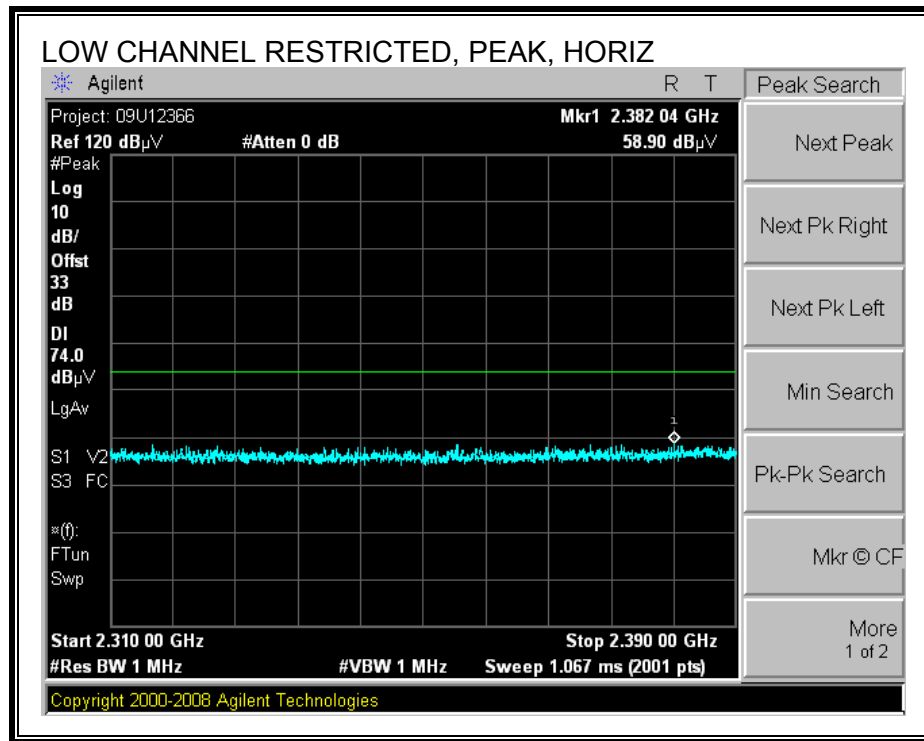 LOW CHANNEL RESTRICTED, PEAK, HORIZ
Agilent R T Peak Search
Project: 09U12366 Mkr1 2.382 04 GHz
Ref 120 dBµV #Atten 0 dB 58.90 dBµV
#Peak
Log
10
dB/
Offst
33
dB
DI
74.0
dBµV
LgAv
1
S1 V2
S3 FC
¤(f):
FTun
Swp
Start 2.310 00 GHz Stop 2.390 00 GHz
#Res BW 1 MHz #VBW 1 MHz Sweep 1.067 ms (2001 pts)
Next Peak
Next Pk Right
Next Pk Left
Min Search
Pk-Pk Search
Mkr © CF
More
1 of 2
Copyright 2000-2008 Agilent Technologies